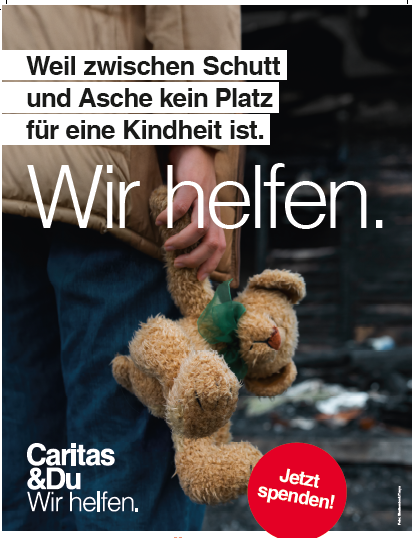 Weil zwischen Schutt
und Asche kein Platz
für eine Kindheit ist.
Wir helfen.
Caritas
&Du
Wir helfen.
Jetzt
spenden!